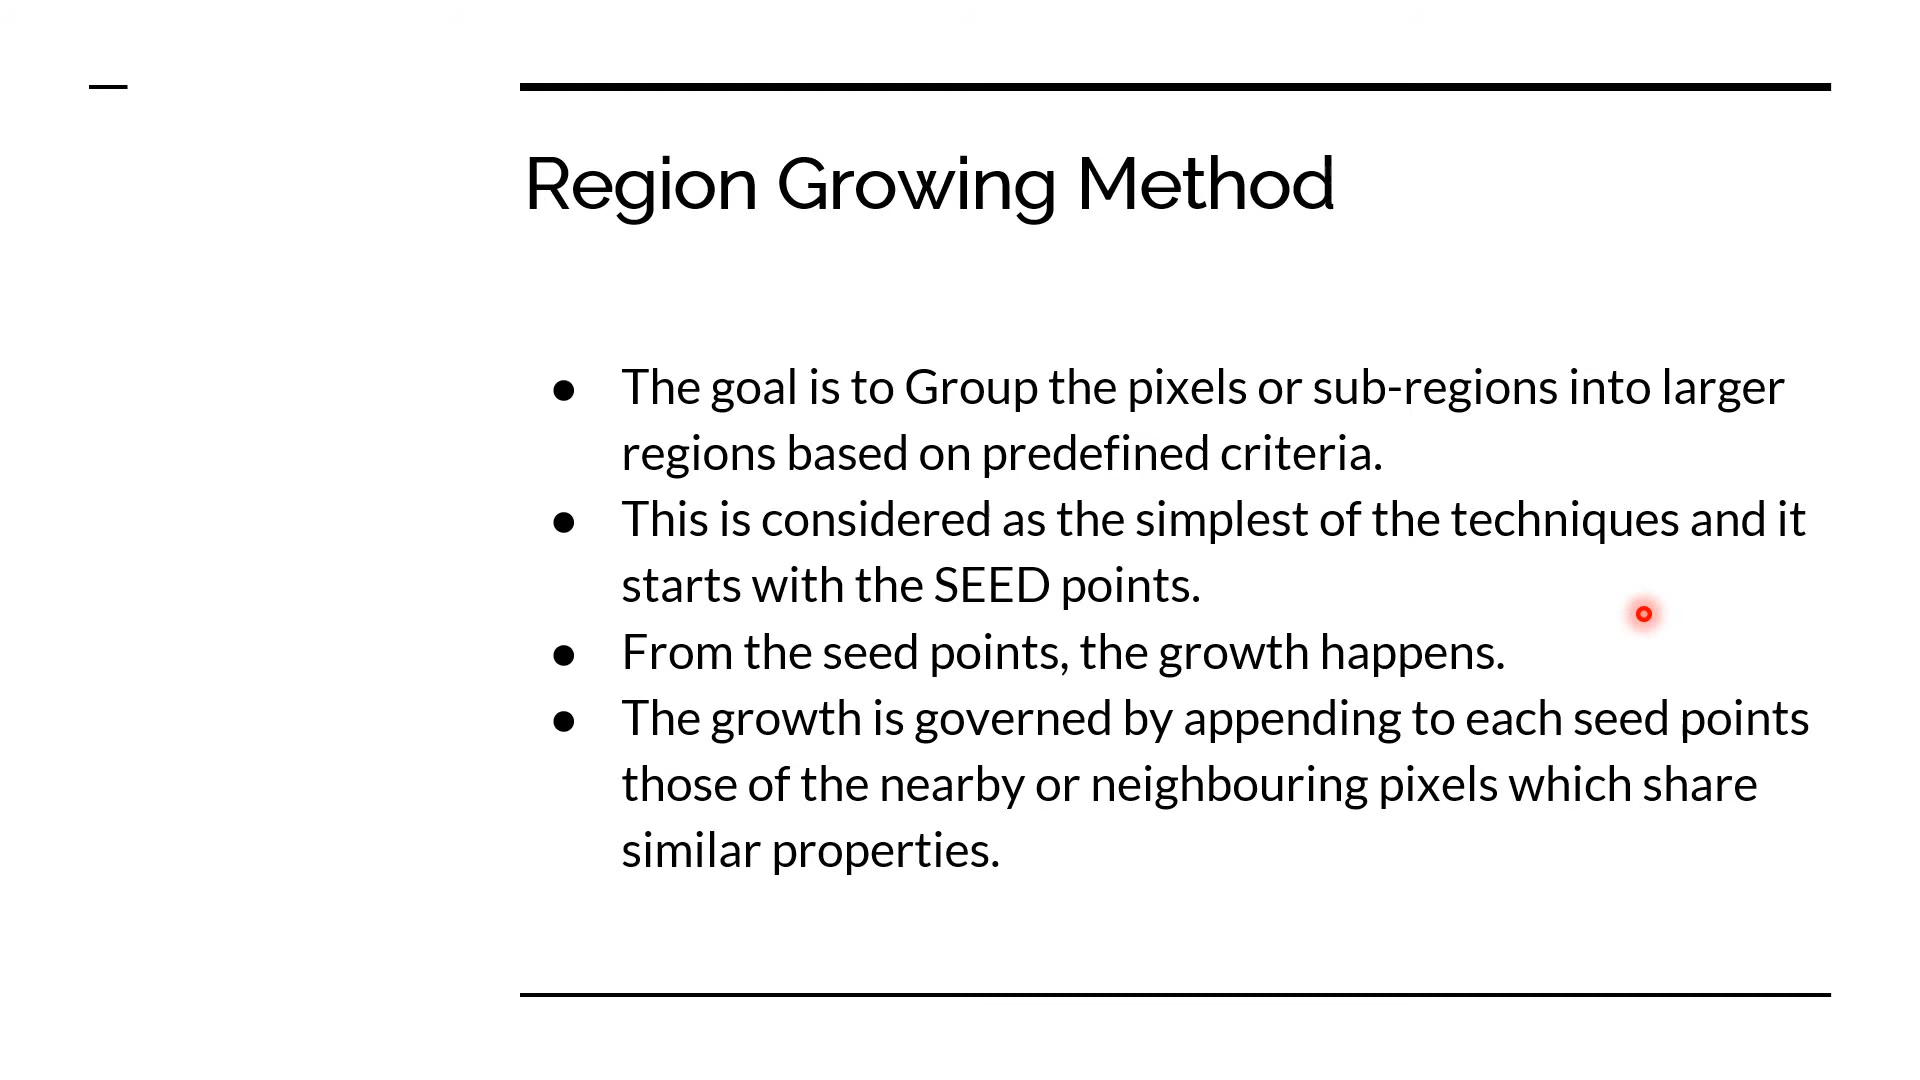 Region Growing Method
● The goal is to Group the pixels or sub-regions into larger
regions based on predefined criteria.
● This is considered as the simplest of the techniques and it
starts with the SEED points.
● From the seed points, the growth happens.
● The growth is governed by appending to each seed points
those of the nearby or neighbouring pixels which share
similar properties.